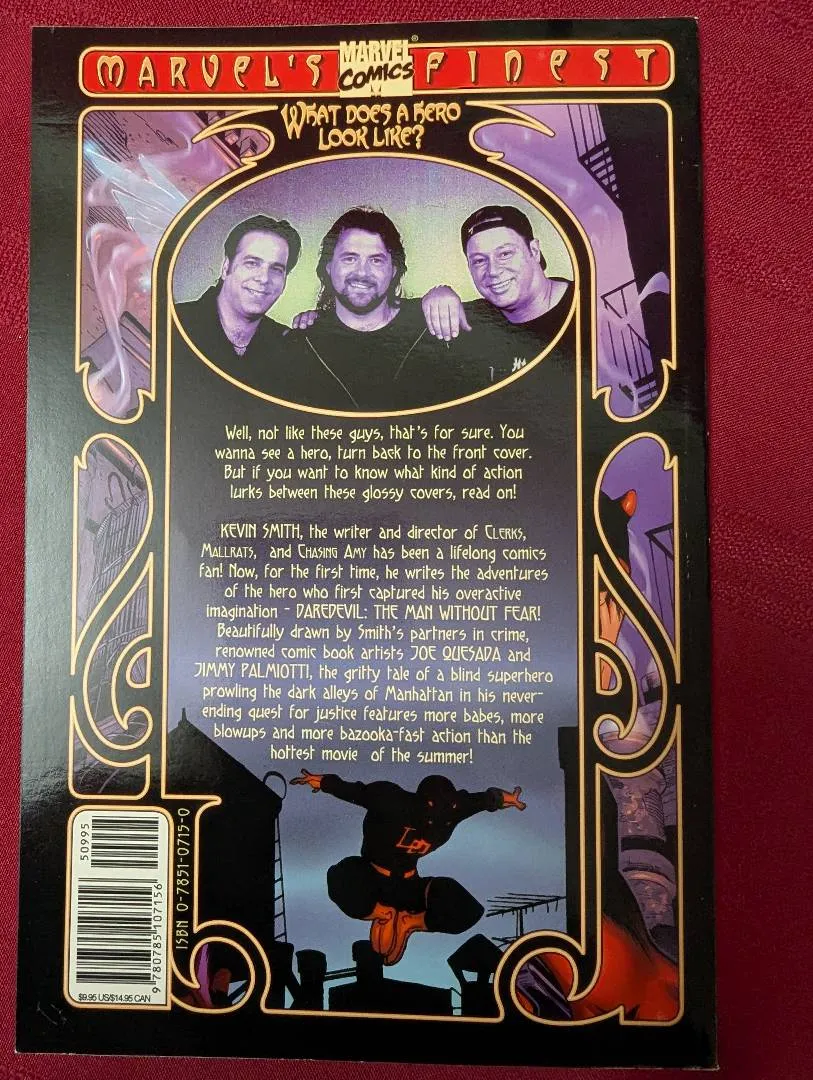 MARVEL'S MARVEL COMICS® FINEST
WHAT DOES A HERO
LOOK LIKE?
Well, not like these guys, that's for sure. You
wanna see a hero, turn back to the front cover.
But if you want to know what kind of action
lurks between these glossy covers, read on!
KEVIN SMITH, the writer and director of CLERKS,
MALLRATS, and CHASING AMY has been a lifelong comics
fan! Now, for the first time, he writes the adventures
of the hero who first captured his overactive
imagination - DAREDEVIL: THE MAN WITHOUT FEAR!
Beautifully drawn by Smith's partners in crime,
renowned comic book artists JOE QUESADA and
JIMMY PALMIOTTI, the gritty tale of a blind superhero
prowling the dark alleys of Manhattan in his never-
ending quest for justice features more babes, more
blowups and more bazooka-fast action than the
hottest movie of the summer!
50995
9 780785 107156
ISBN 0-7851-0715-0
$9.95 US/$14.95 CAN